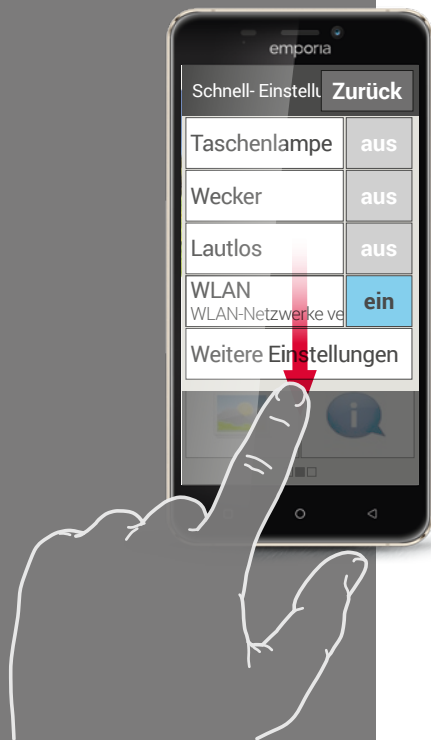 emporia
Schnell- Einstellu
Zurück
Taschenlampe
aus
Wecker
aus
Lautlos
aus
WLAN
WLAN-Netzwerke ve
ein
Weitere Einstellungen
i